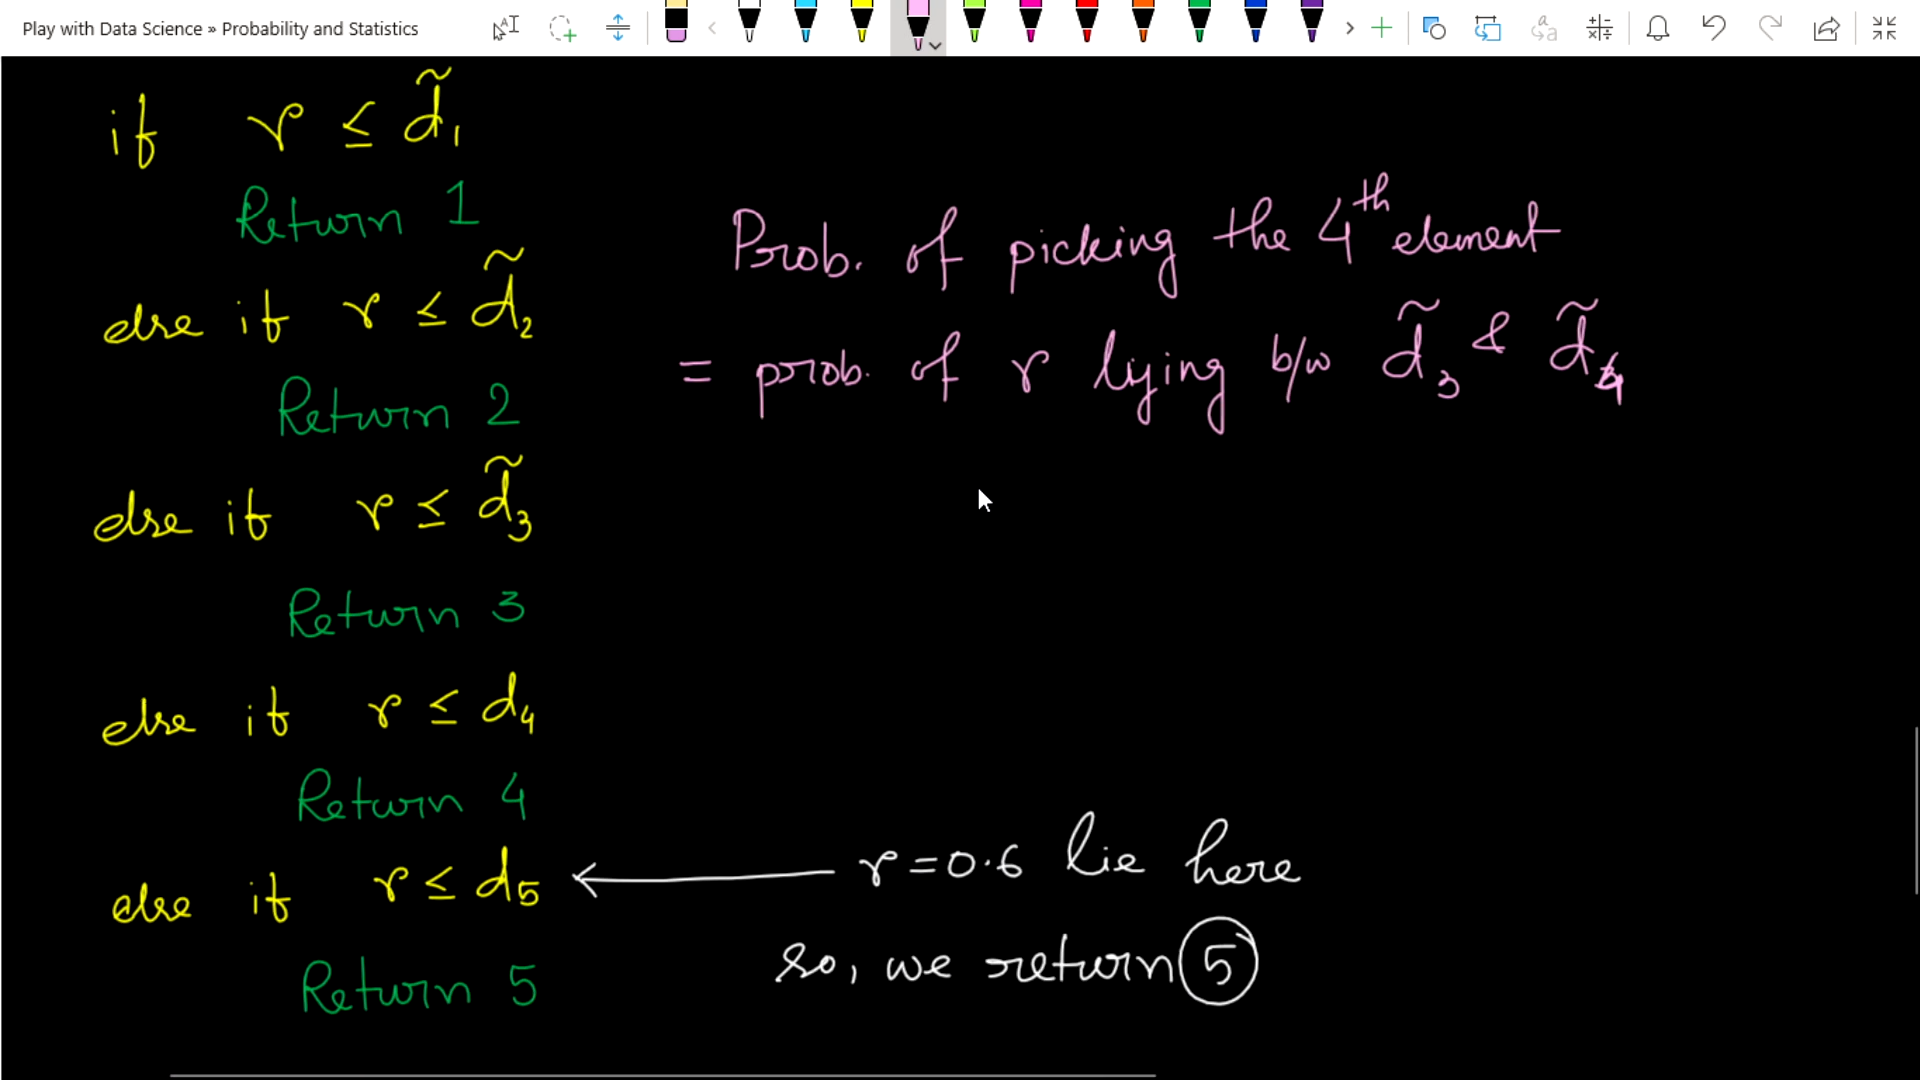 Play with Data Science » Probability and Statistics
if r ≤ d̃₁
Return 1
else if r ≤ d̃₂
Return 2
else if r ≤ d̃₃
Return 3
else if r ≤ d₄
Return 4
else if r ≤ d₅
Return 5
Prob. of picking the 4th element
= prob. of r lying b/w d̃₃ & d̃₄
r = 0.6 lie here
so, we return 5